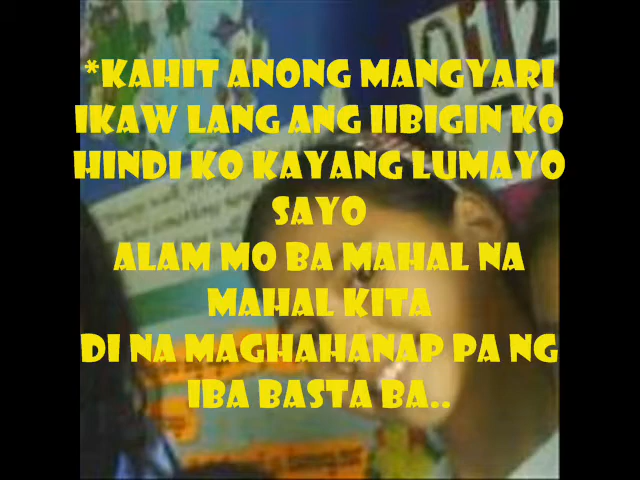 *KAHIT ANONG MANGYARI
IKAW LANG ANG IIBIGIN KO
HINDI KO KAYANG LUMAYO
SAYO
ALAM MO BA MAHAL NA
MAHAL KITA
DI NA MAGHAHANAP PA NG
IBA BASTA BA..
012